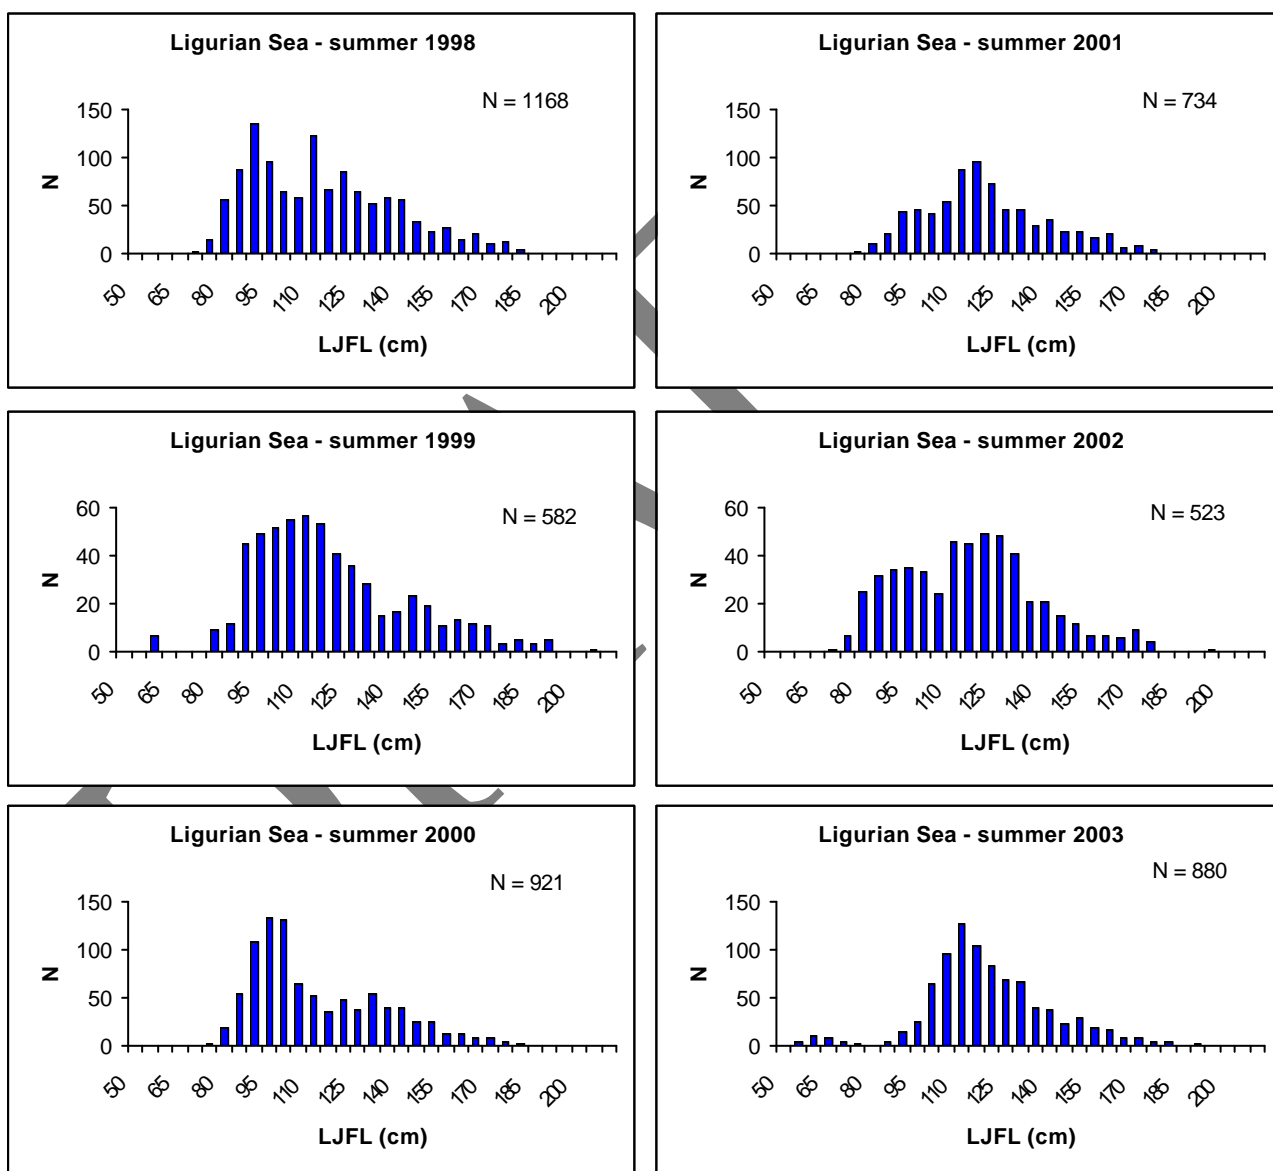 Ligurian Sea - summer 1998
N = 1168
150
100
50
0
N
50 65 80 95 110 125 140 155 170 185 200
LJFL (cm)
Ligurian Sea - summer 2001
N = 734
150
100
50
0
N
50 65 80 95 110 125 140 155 170 185 200
LJFL (cm)
Ligurian Sea - summer 1999
N = 582
60
40
20
0
N
50 65 80 95 110 125 140 155 170 185 200
LJFL (cm)
Ligurian Sea - summer 2002
N = 523
60
40
20
0
N
50 65 80 95 110 125 140 155 170 185 200
LJFL (cm)
Ligurian Sea - summer 2000
N = 921
150
100
50
0
N
50 65 80 95 110 125 140 155 170 185 200
LJFL (cm)
Ligurian Sea - summer 2003
N = 880
150
100
50
0
N
50 65 80 95 110 125 140 155 170 185 200
LJFL (cm)